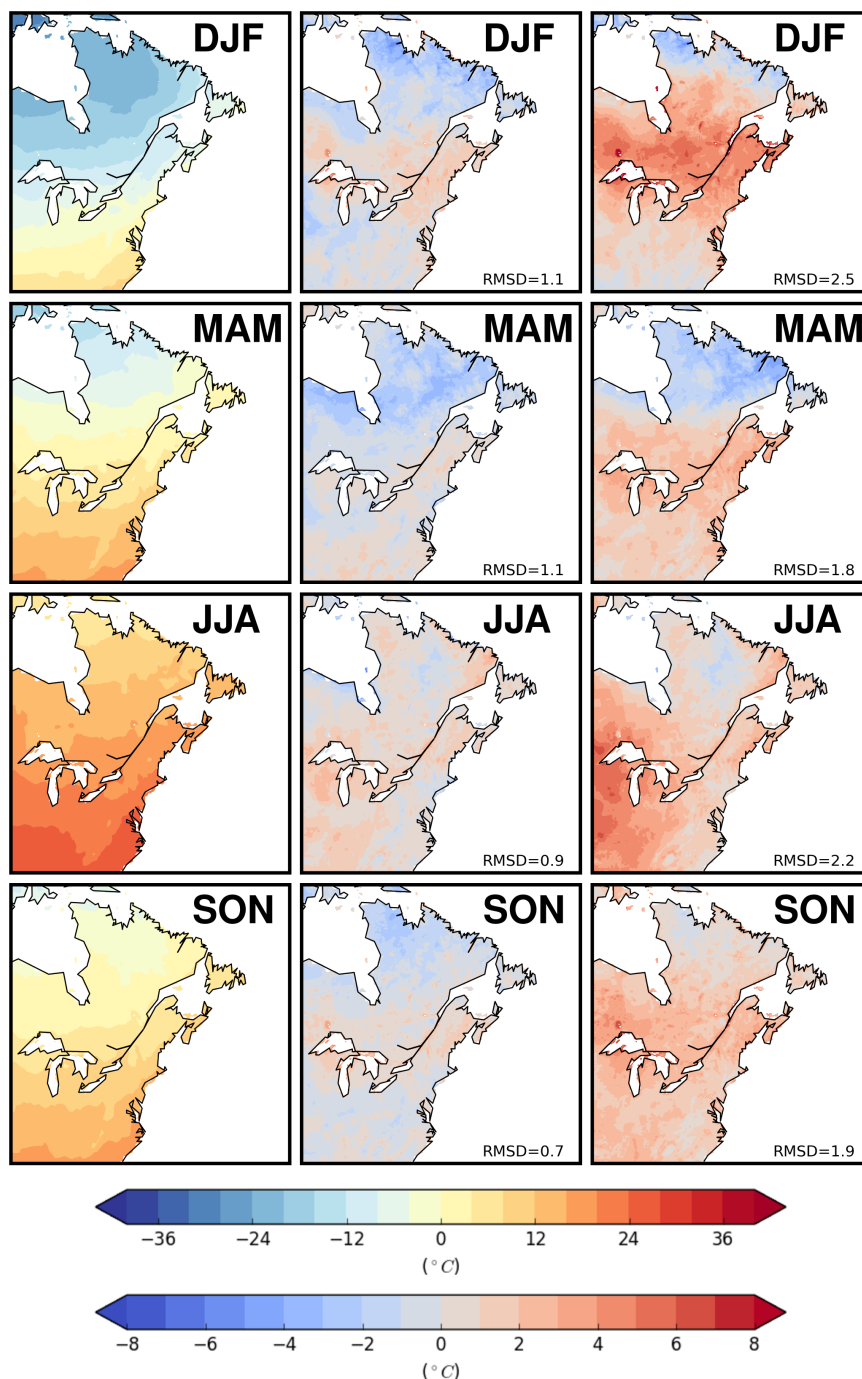 DJF DJF DJF
RMSD=1.1 RMSD=2.5
MAM MAM MAM
RMSD=1.1 RMSD=1.8
JJA JJA JJA
RMSD=0.9 RMSD=2.2
SON SON SON
RMSD=0.7 RMSD=1.9
−36 −24 −12 0 12 24 36
(°C)
−8 −6 −4 −2 0 2 4 6 8
(°C)